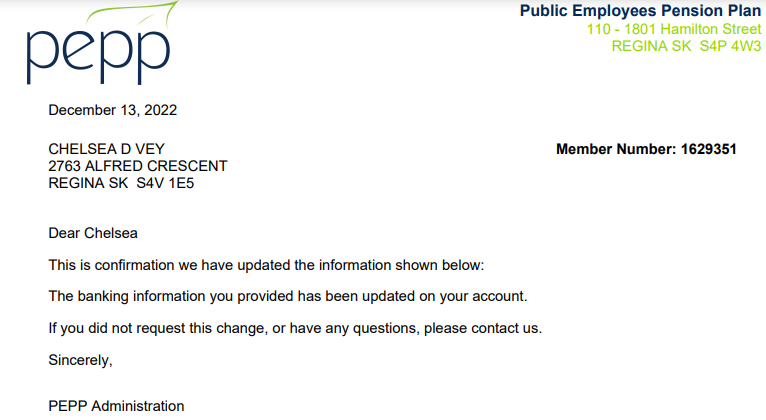 pepp
Public Employees Pension Plan
110 - 1801 Hamilton Street
REGINA SK  S4P 4W3
December 13, 2022
CHELSEA D VEY
Member Number: 1629351
2763 ALFRED CRESCENT
REGINA SK  S4V 1E5
Dear Chelsea
This is confirmation we have updated the information shown below:
The banking information you provided has been updated on your account.
If you did not request this change, or have any questions, please contact us.
Sincerely,
PEPP Administration